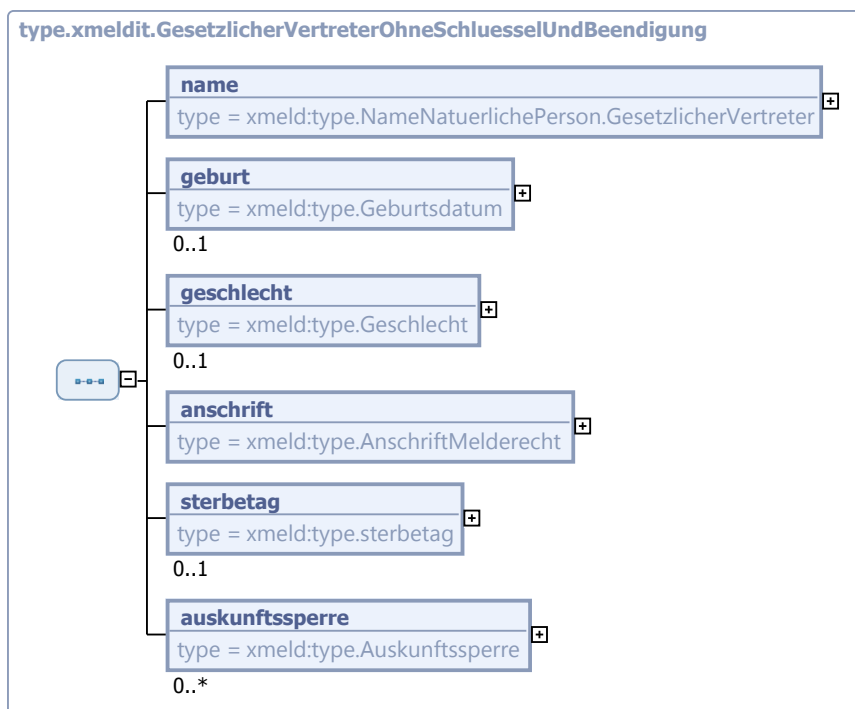 type.xmeldit.GesetzlicherVertreterOhneSchluesselUndBeendigung
name
type = xmeld:type.NameNatuerlichePerson.GesetzlicherVertreter
geburt
type = xmeld:type.Geburtsdatum
0..1
geschlecht
type = xmeld:type.Geschlecht
0..1
anschrift
type = xmeld:type.AnschriftMelderecht
sterbetag
type = xmeld:type.sterbetag
0..1
auskunftssperre
type = xmeld:type.Auskunftssperre
0..*